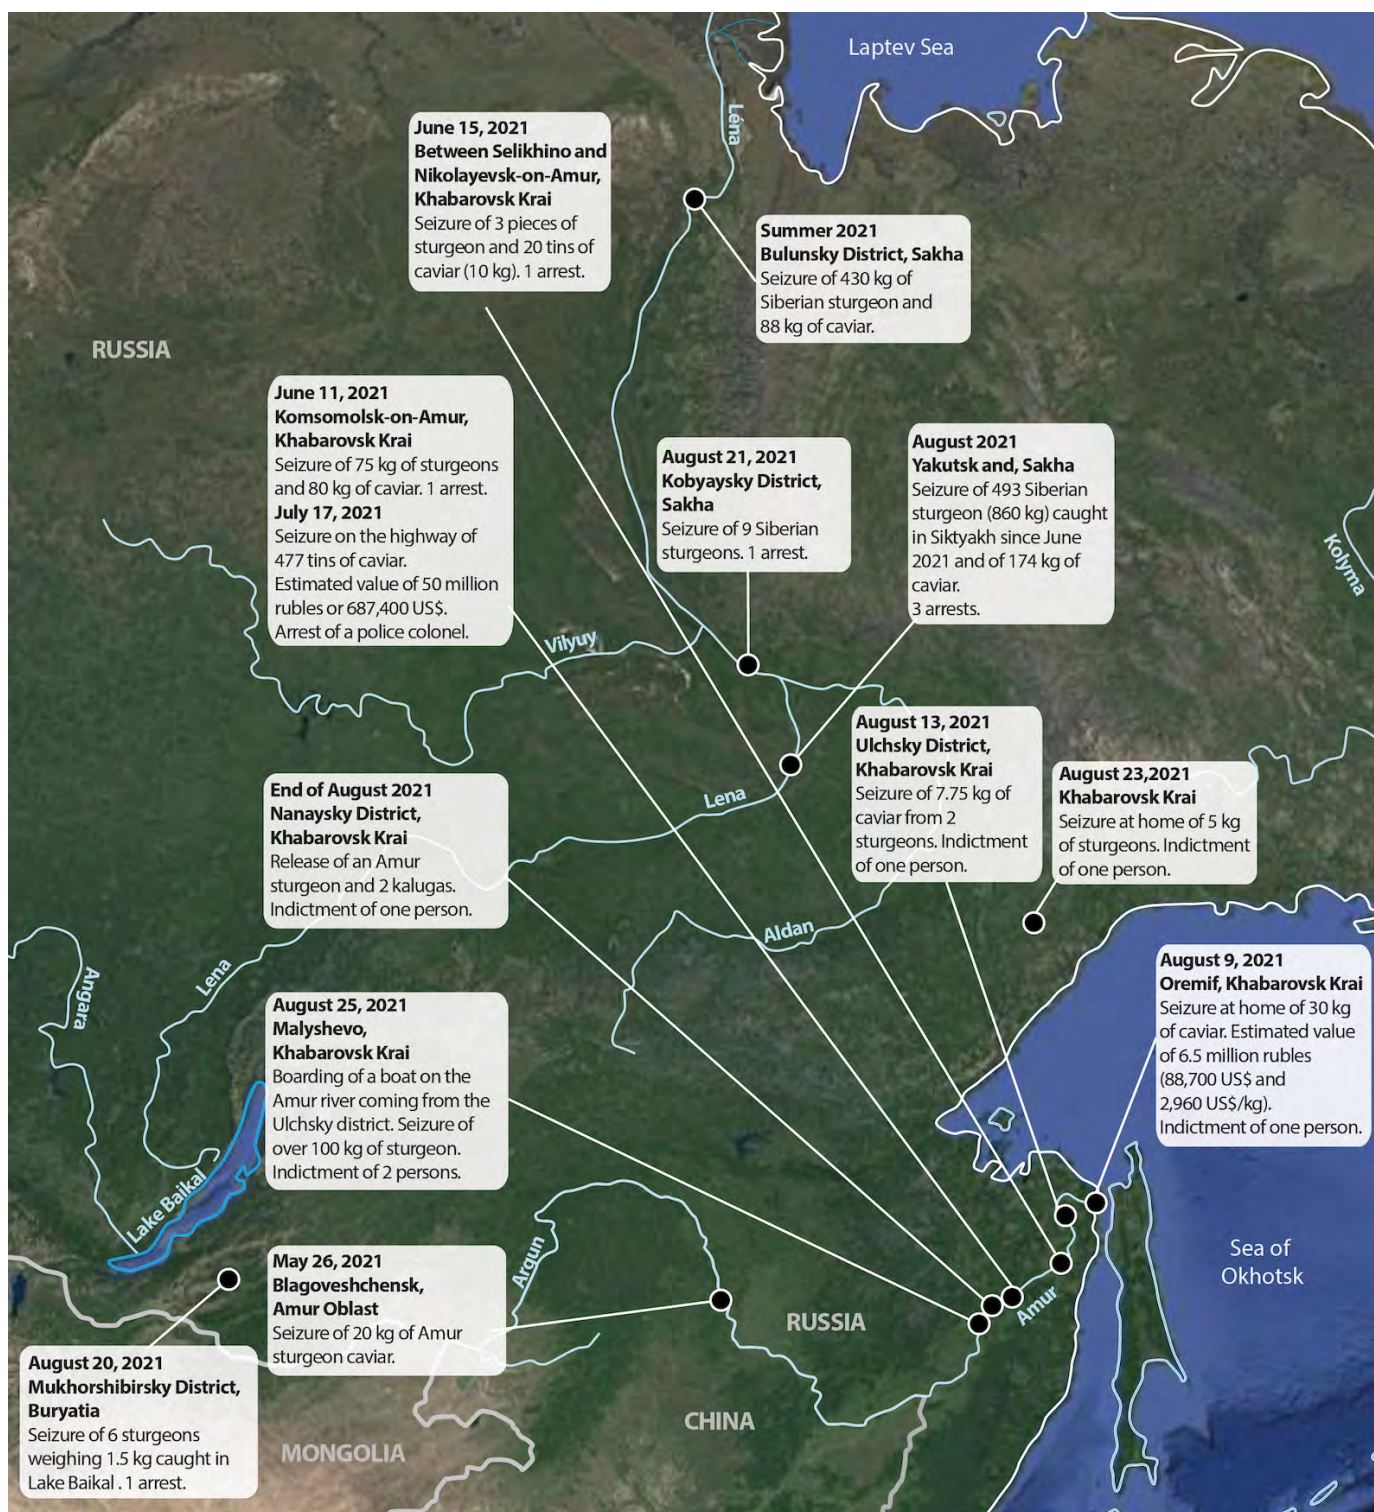 Laptev Sea
Léna
June 15, 2021
Between Selikhino and
Nikolayevsk-on-Amur,
Khabarovsk Krai
Seizure of 3 pieces of
sturgeon and 20 tins of
caviar (10 kg). 1 arrest.
Summer 2021
Bulunsky District, Sakha
Seizure of 430 kg of
Siberian sturgeon and
88 kg of caviar.
RUSSIA
June 11, 2021
Komsomolsk-on-Amur,
Khabarovsk Krai
Seizure of 75 kg of sturgeons
and 80 kg of caviar. 1 arrest.
July 17, 2021
Seizure on the highway of
477 tins of caviar.
Estimated value of 50 million
rubles or 687,400 US$.
Arrest of a police colonel.
August 21, 2021
Kobyaysky District,
Sakha
Seizure of 9 Siberian
sturgeons. 1 arrest.
August 2021
Yakutsk and, Sakha
Seizure of 493 Siberian
sturgeon (860 kg) caught
in Siktyakh since June
2021 and of 174 kg of
caviar.
3 arrests.
Kolyma
Vilyuy
August 13, 2021
Ulchsky District,
Khabarovsk Krai
Seizure of 7.75 kg of
caviar from 2
sturgeons. Indictment
of one person.
August 23,2021
Khabarovsk Krai
Seizure at home of 5 kg
of sturgeons. Indictment
of one person.
End of August 2021
Nanaysky District,
Khabarovsk Krai
Release of an Amur
sturgeon and 2 kalugas.
Indictment of one person.
Lena
Aldan
Angara
Lena
August 9, 2021
Oremif, Khabarovsk Krai
Seizure at home of 30 kg
of caviar. Estimated value
of 6.5 million rubles
(88,700 US$ and
2,960 US$/kg).
Indictment of one person.
August 25, 2021
Malyshevo,
Khabarovsk Krai
Boarding of a boat on the
Amur river coming from the
Ulchsky district. Seizure of
over 100 kg of sturgeon.
Indictment of 2 persons.
Lake Baikal
Argun
May 26, 2021
Blagoveshchensk,
Amur Oblast
Seizure of 20 kg of Amur
sturgeon caviar.
Amur
RUSSIA
Sea of
Okhotsk
August 20, 2021
Mukhorshibirsky District,
Buryatia
Seizure of 6 sturgeons
weighing 1.5 kg caught in
Lake Baikal . 1 arrest.
MONGOLIA
CHINA